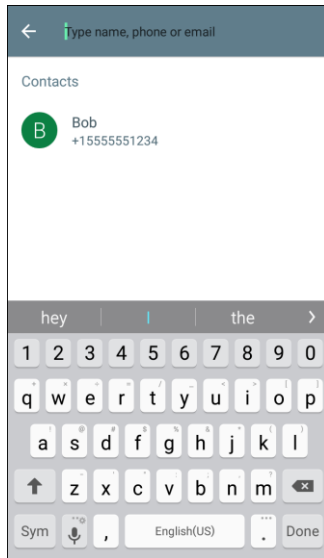 Type name, phone or email
Contacts
B
Bob
+15555551234
hey I the
1 2 3 4 5 6 7 8 9 0
q w e r t y u i o p
a s d f g h j k l
z x c v b n m
Sym , English(US) . Done